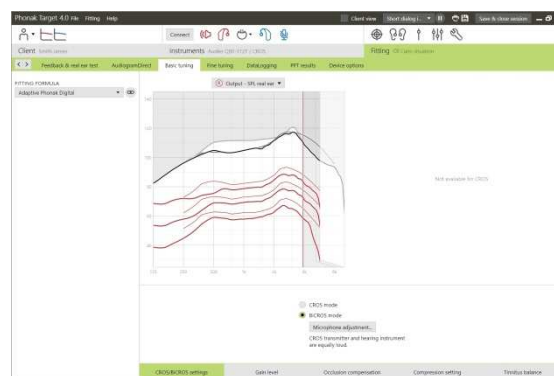 Phonak Target 4.0 File Fitting Help
Client view
Save & close session
Connect
Client
Instruments
Fitting
Feedback & real ear test
AudiogramDirect
Basic tuning
Fine tuning
DataLogging
Device options
FITTING FORMULA
Adaptive Phonak Digital
Output - SPL real ear
Not available for CROS
CROS mode
BiCROS mode
Microphone adjustment...
CROS transmitter and hearing instrument
are equally loud.
CROS/BiCROS settings
Gain level
Occlusion compensation
Compression setting
Tinnitus balance